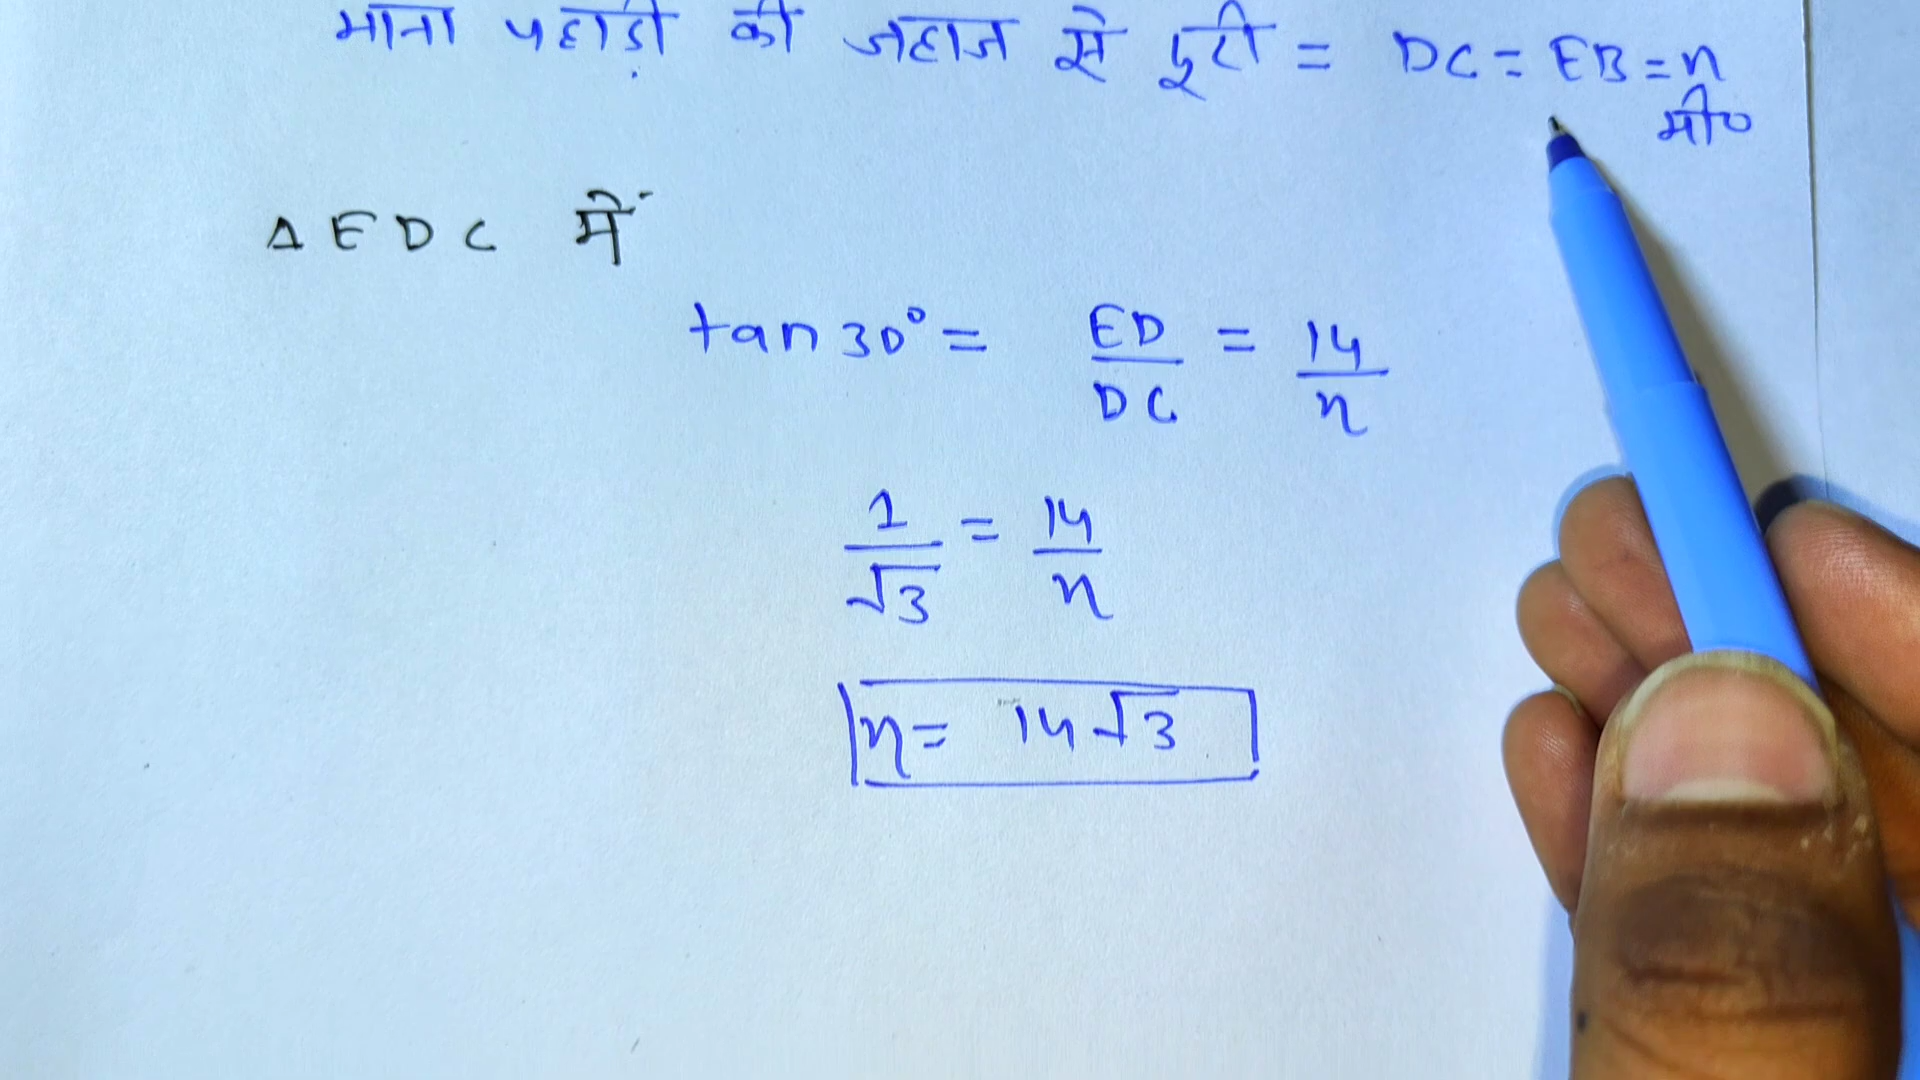 माना पहाड़ी की जहाज से दूरी = DC = EB = x
मी०
Δ EDC में
tan 30° = ED/DC = 14/x
1/√3 = 14/x
x = 14√3